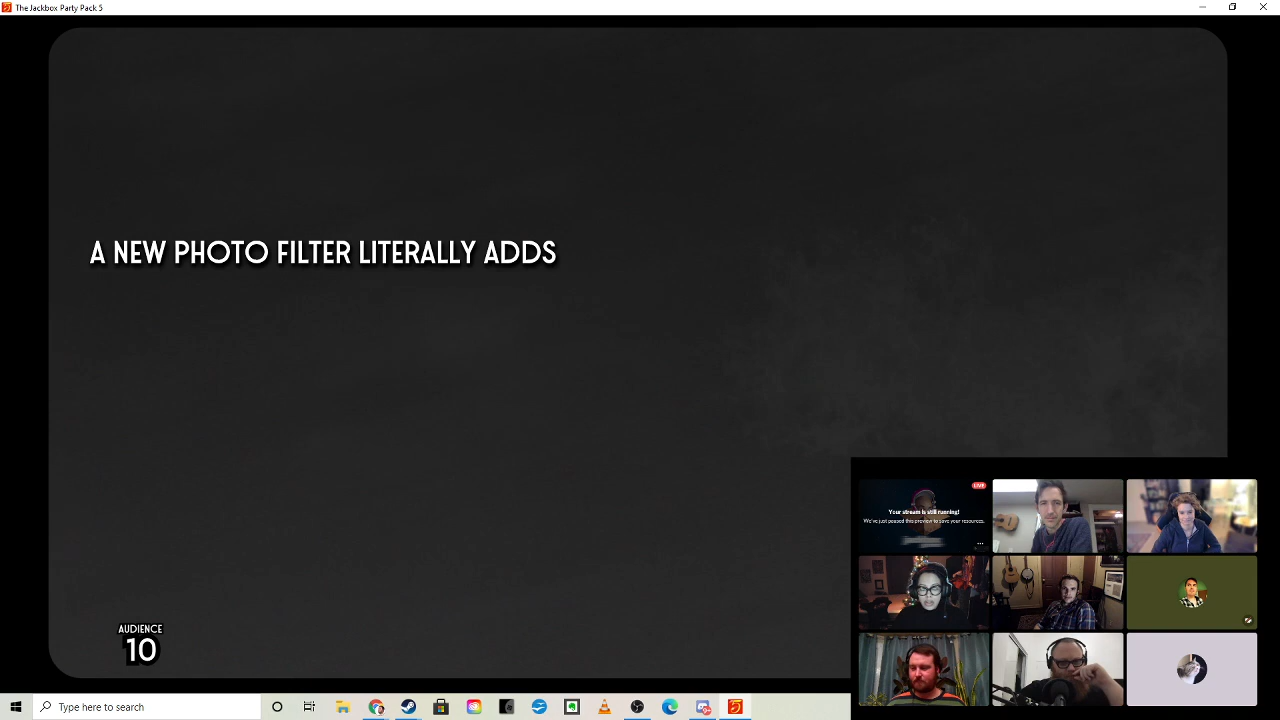 The Jackbox Party Pack 5
A NEW PHOTO FILTER LITERALLY ADDS
LIVE
Your stream is still running!
We've just paused this preview to save your resources.
AUDIENCE
10
Type here to search